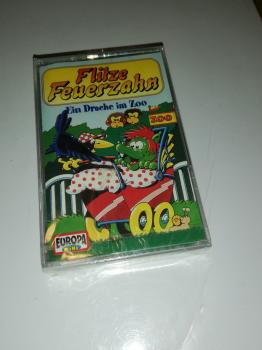 Flitze
Feuerzahn
Ein Drache im Zoo
ZOO
EUROPA